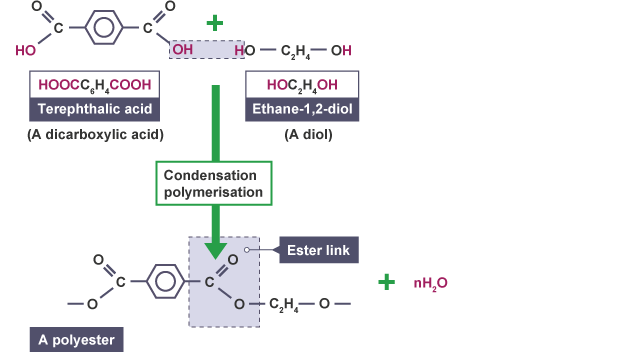 O O
C C +
HO OH HO — C₂H₄ — OH
HOOCC₆H₄COOH HOC₂H₄OH
Terephthalic acid Ethane-1,2-diol
(A dicarboxylic acid) (A diol)
Condensation
polymerisation
Ester link
O O
C C + nH₂O
— O O — C₂H₄ — O —
A polyester